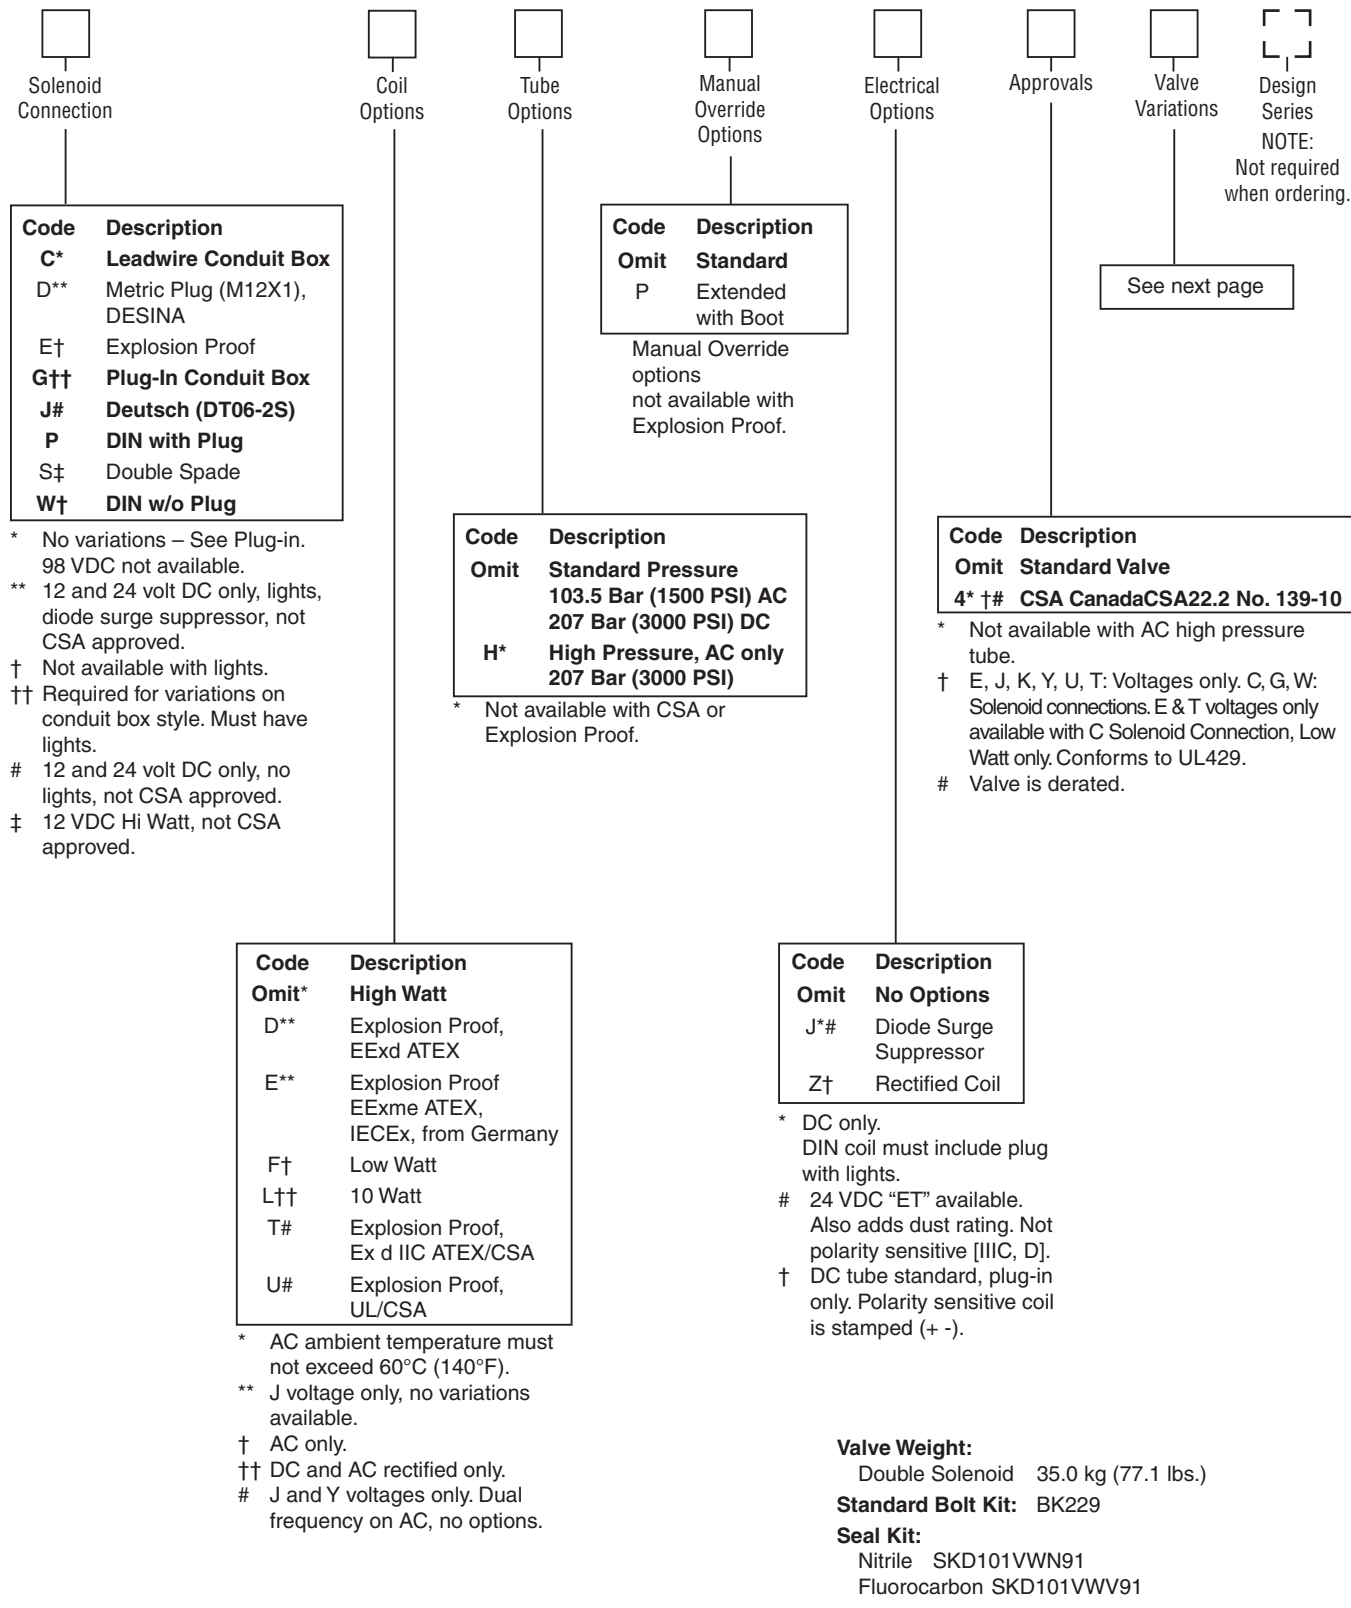 Solenoid
Connection
Coil
Options
Tube
Options
Manual
Override
Options
Electrical
Options
Approvals
Valve
Variations
Design
Series
NOTE:
Not required
when ordering.
Code Description
C* Leadwire Conduit Box
D** Metric Plug (M12X1),
DESINA
E† Explosion Proof
G†† Plug-In Conduit Box
J# Deutsch (DT06-2S)
P DIN with Plug
S‡ Double Spade
W† DIN w/o Plug
* No variations – See Plug-in.
98 VDC not available.
** 12 and 24 volt DC only, lights,
diode surge suppressor, not
CSA approved.
† Not available with lights.
†† Required for variations on
conduit box style. Must have
lights.
# 12 and 24 volt DC only, no
lights, not CSA approved.
‡ 12 VDC Hi Watt, not CSA
approved.
Code Description
Omit Standard
P Extended
with Boot
Manual Override
options
not available with
Explosion Proof.
See next page
Code Description
Omit Standard Pressure
103.5 Bar (1500 PSI) AC
207 Bar (3000 PSI) DC
H* High Pressure, AC only
207 Bar (3000 PSI)
* Not available with CSA or
Explosion Proof.
Code Description
Omit Standard Valve
4* †# CSA CanadaCSA22.2 No. 139-10
* Not available with AC high pressure
tube.
† E, J, K, Y, U, T: Voltages only. C, G, W:
Solenoid connections. E & T voltages only
available with C Solenoid Connection, Low
Watt only. Conforms to UL429.
# Valve is derated.
Code Description
Omit* High Watt
D** Explosion Proof,
EExd ATEX
E** Explosion Proof
EExme ATEX,
IECEx, from Germany
F† Low Watt
L†† 10 Watt
T# Explosion Proof,
Ex d IIC ATEX/CSA
U# Explosion Proof,
UL/CSA
* AC ambient temperature must
not exceed 60°C (140°F).
** J voltage only, no variations
available.
† AC only.
†† DC and AC rectified only.
# J and Y voltages only. Dual
frequency on AC, no options.
Code Description
Omit No Options
J*# Diode Surge
Suppressor
Z† Rectified Coil
* DC only.
DIN coil must include plug
with lights.
# 24 VDC “ET” available.
Also adds dust rating. Not
polarity sensitive [IIIC, D].
† DC tube standard, plug-in
only. Polarity sensitive coil
is stamped (+ -).
Valve Weight:
Double Solenoid 35.0 kg (77.1 lbs.)
Standard Bolt Kit: BK229
Seal Kit:
Nitrile SKD101VWN91
Fluorocarbon SKD101VWV91